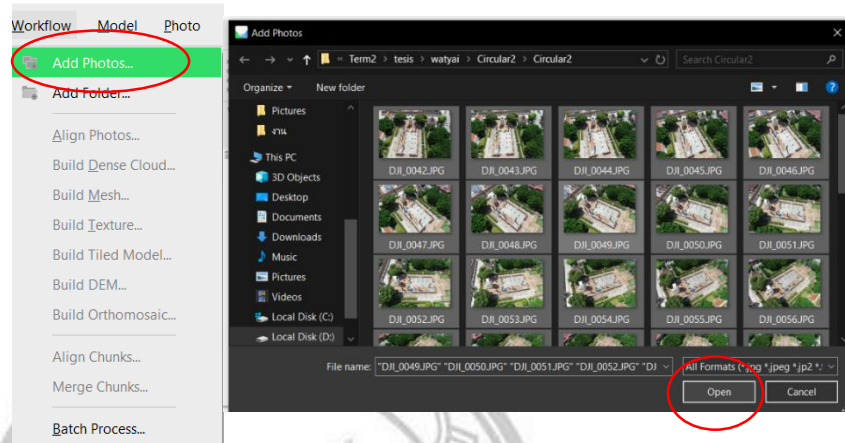 Workflow Model Photo
Add Photos...
Add Folder...
Align Photos...
Build Dense Cloud...
Build Mesh...
Build Texture...
Build Tiled Model...
Build DEM...
Build Orthomosaic...
Align Chunks...
Merge Chunks...
Batch Process...
Add Photos
« Term2 › tesis › watyai › Circular2 › Circular2
Search Circular2
Organize New folder
Pictures
งาน
This PC
3D Objects
Desktop
Documents
Downloads
Music
Pictures
Videos
Local Disk (C:)
Local Disk (D:)
DJI_0042.JPG DJI_0043.JPG DJI_0044.JPG DJI_0045.JPG DJI_0046.JPG
DJI_0047.JPG DJI_0048.JPG DJI_0049.JPG DJI_0050.JPG DJI_0051.JPG
DJI_0052.JPG DJI_0053.JPG DJI_0054.JPG DJI_0055.JPG DJI_0056.JPG
File name: "DJI_0049.JPG" "DJI_0050.JPG" "DJI_0051.JPG" "DJI_0052.JPG" "DJ
All Formats (*.jpg *.jpeg *.jp2 *.
Open Cancel